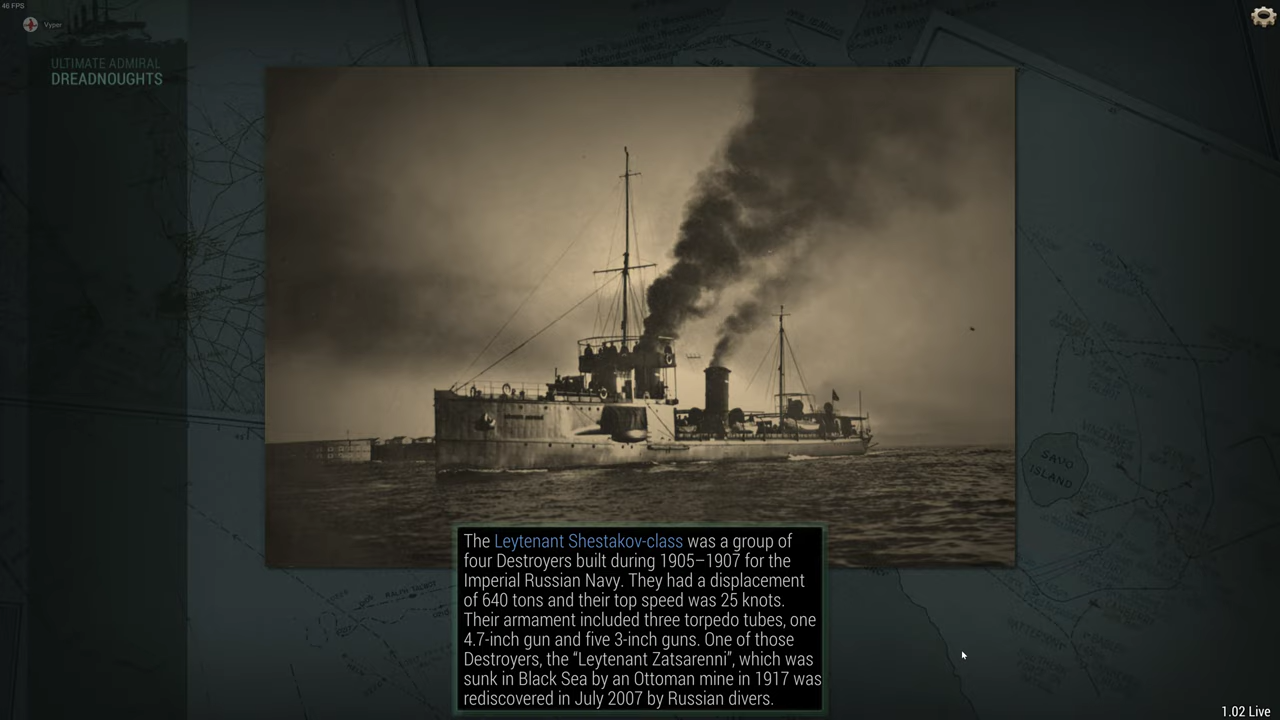 46 FPS
Vyper
ULTIMATE ADMIRAL
DREADNOUGHTS
SAVO
ISLAND
RALPH TALBOT
The Leytenant Shestakov-class was a group of
four Destroyers built during 1905–1907 for the
Imperial Russian Navy. They had a displacement
of 640 tons and their top speed was 25 knots.
Their armament included three torpedo tubes, one
4.7-inch gun and five 3-inch guns. One of those
Destroyers, the “Leytenant Zatsarenni”, which was
sunk in Black Sea by an Ottoman mine in 1917 was
rediscovered in July 2007 by Russian divers.
1.02 Live